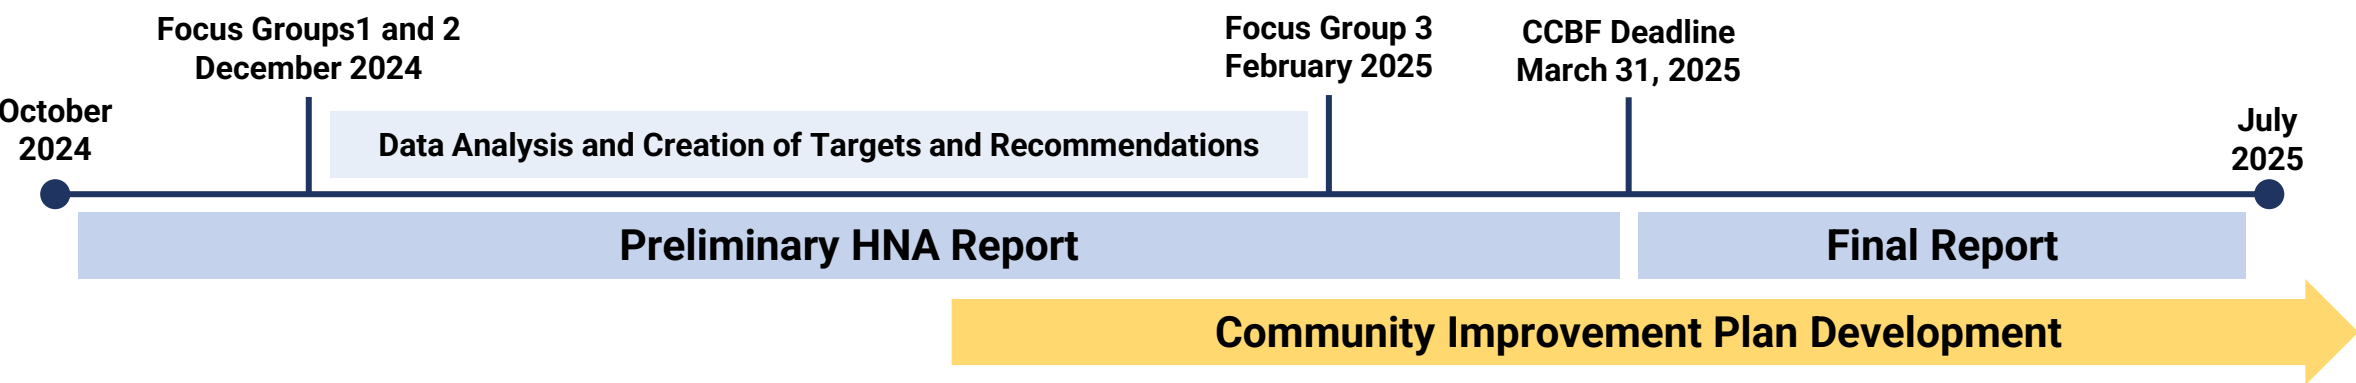 October
2024
Focus Groups1 and 2
December 2024
Data Analysis and Creation of Targets and Recommendations
Focus Group 3
February 2025
CCBF Deadline
March 31, 2025
July
2025
Preliminary HNA Report
Final Report
Community Improvement Plan Development